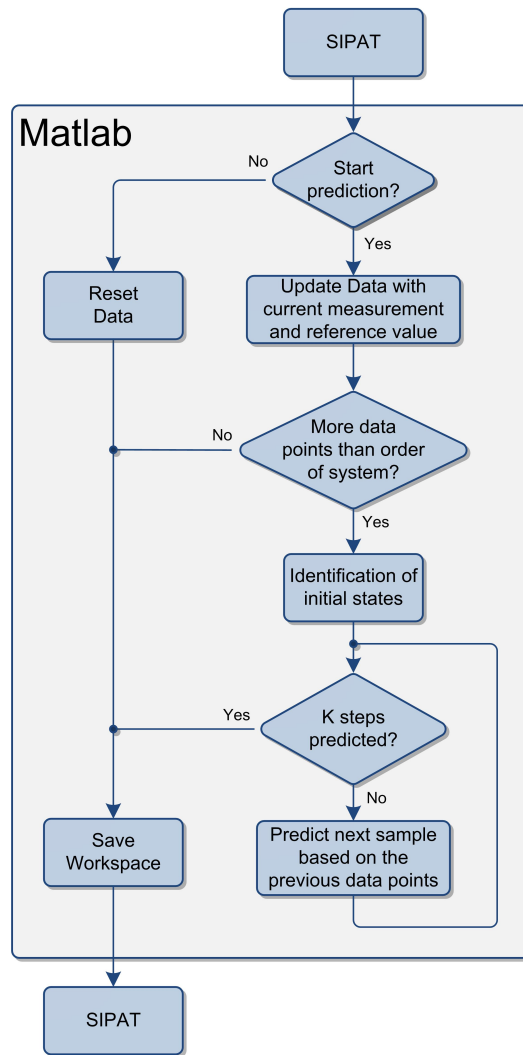 SIPAT
Matlab
Start
prediction?
No
Yes
Reset
Data
Update Data with
current measurement
and reference value
More data
points than order
of system?
No
Yes
Identification of
initial states
K steps
predicted?
Yes
No
Save
Workspace
Predict next sample
based on the
previous data points
SIPAT